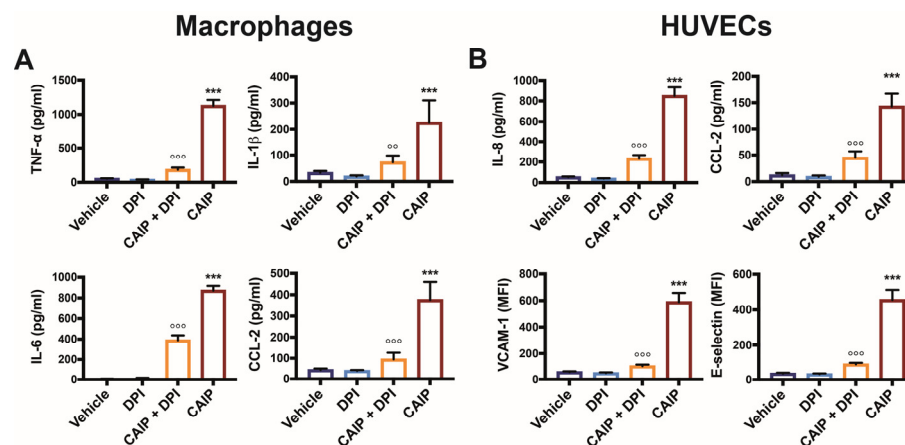 Macrophages
HUVECs
A
TNF-α (pg/ml)
1500
1000
500
0
°°°
***
Vehicle
DPI
CAIP + DPI
CAIP
IL-1β (pg/ml)
400
300
200
100
0
°°
***
Vehicle
DPI
CAIP + DPI
CAIP
IL-6 (pg/ml)
1000
800
600
400
200
0
°°°
***
Vehicle
DPI
CAIP + DPI
CAIP
CCL-2 (pg/ml)
500
400
300
200
100
0
°°°
***
Vehicle
DPI
CAIP + DPI
CAIP
B
IL-8 (pg/ml)
1000
800
600
400
200
0
°°°
***
Vehicle
DPI
CAIP + DPI
CAIP
CCL-2 (pg/ml)
200
150
100
50
0
°°°
***
Vehicle
DPI
CAIP + DPI
CAIP
VCAM-1 (MFI)
800
600
400
200
0
°°°
***
Vehicle
DPI
CAIP + DPI
CAIP
E-selectin (MFI)
600
400
200
0
°°°
***
Vehicle
DPI
CAIP + DPI
CAIP